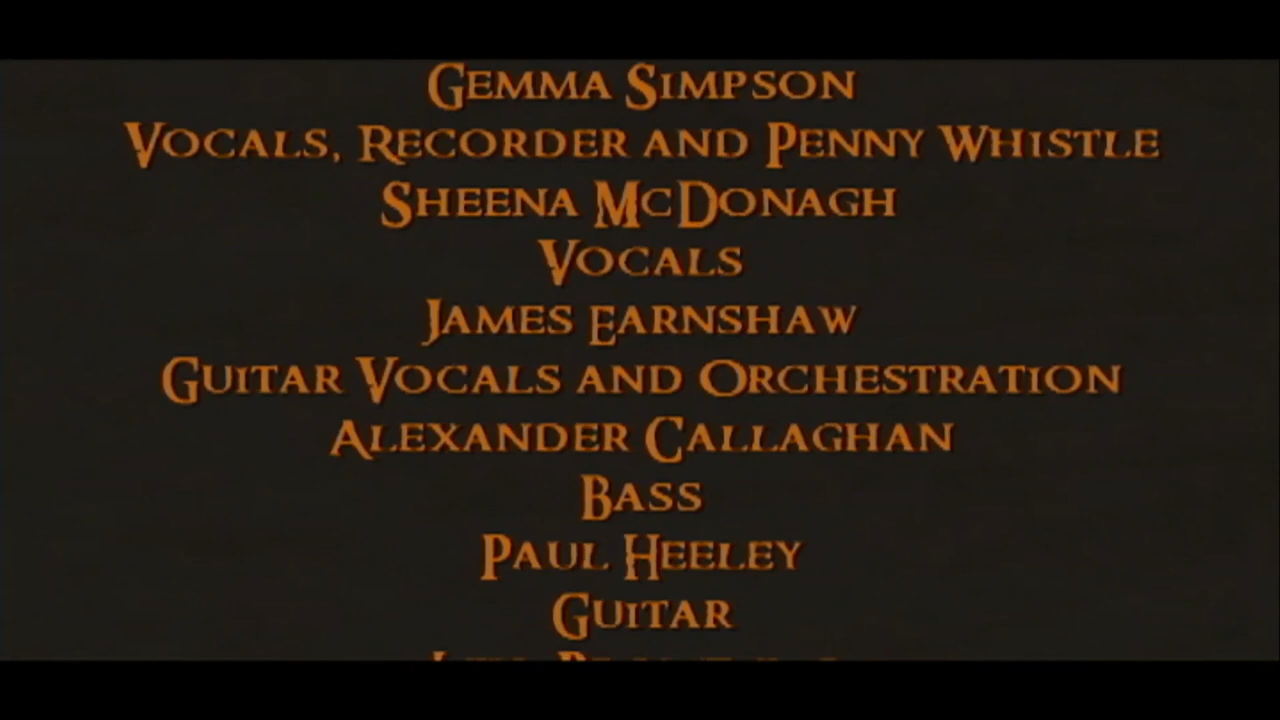 Gemma Simpson
Vocals, Recorder and Penny Whistle
Sheena McDonagh
Vocals
James Earnshaw
Guitar Vocals and Orchestration
Alexander Callaghan
Bass
Paul Heeley
Guitar